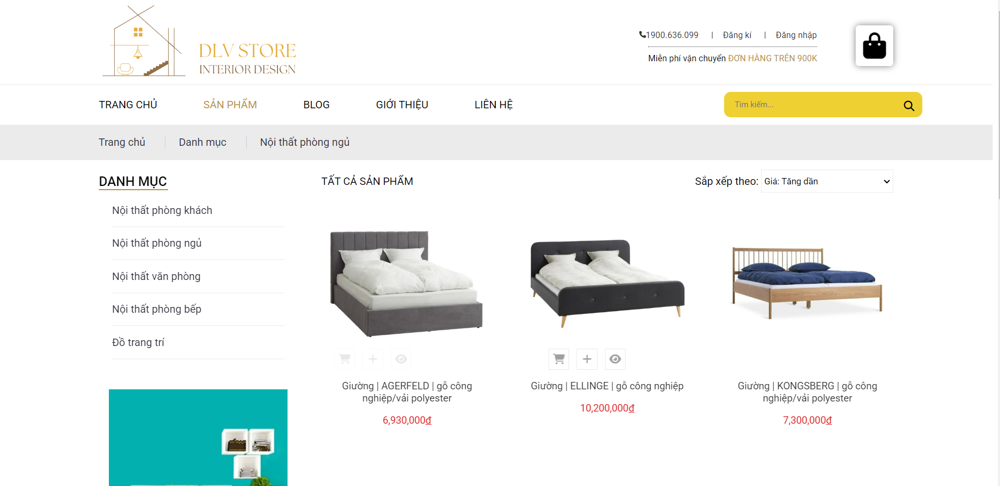 DLV STORE
INTERIOR DESIGN
1900.636.099 | Đăng kí | Đăng nhập
Miễn phí vận chuyển ĐƠN HÀNG TRÊN 900K
TRANG CHỦ SẢN PHẨM BLOG GIỚI THIỆU LIÊN HỆ
Tìm kiếm...
Trang chủ Danh mục Nội thất phòng ngủ
DANH MỤC
Nội thất phòng khách
Nội thất phòng ngủ
Nội thất văn phòng
Nội thất phòng bếp
Đồ trang trí
TẤT CẢ SẢN PHẨM
Sắp xếp theo: Giá: Tăng dần
Giường | AGERFELD | gỗ công
nghiệp/vải polyester
6,930,000đ
Giường | ELLINGE | gỗ công nghiệp
10,200,000đ
Giường | KONGSBERG | gỗ công
nghiệp/vải polyester
7,300,000đ